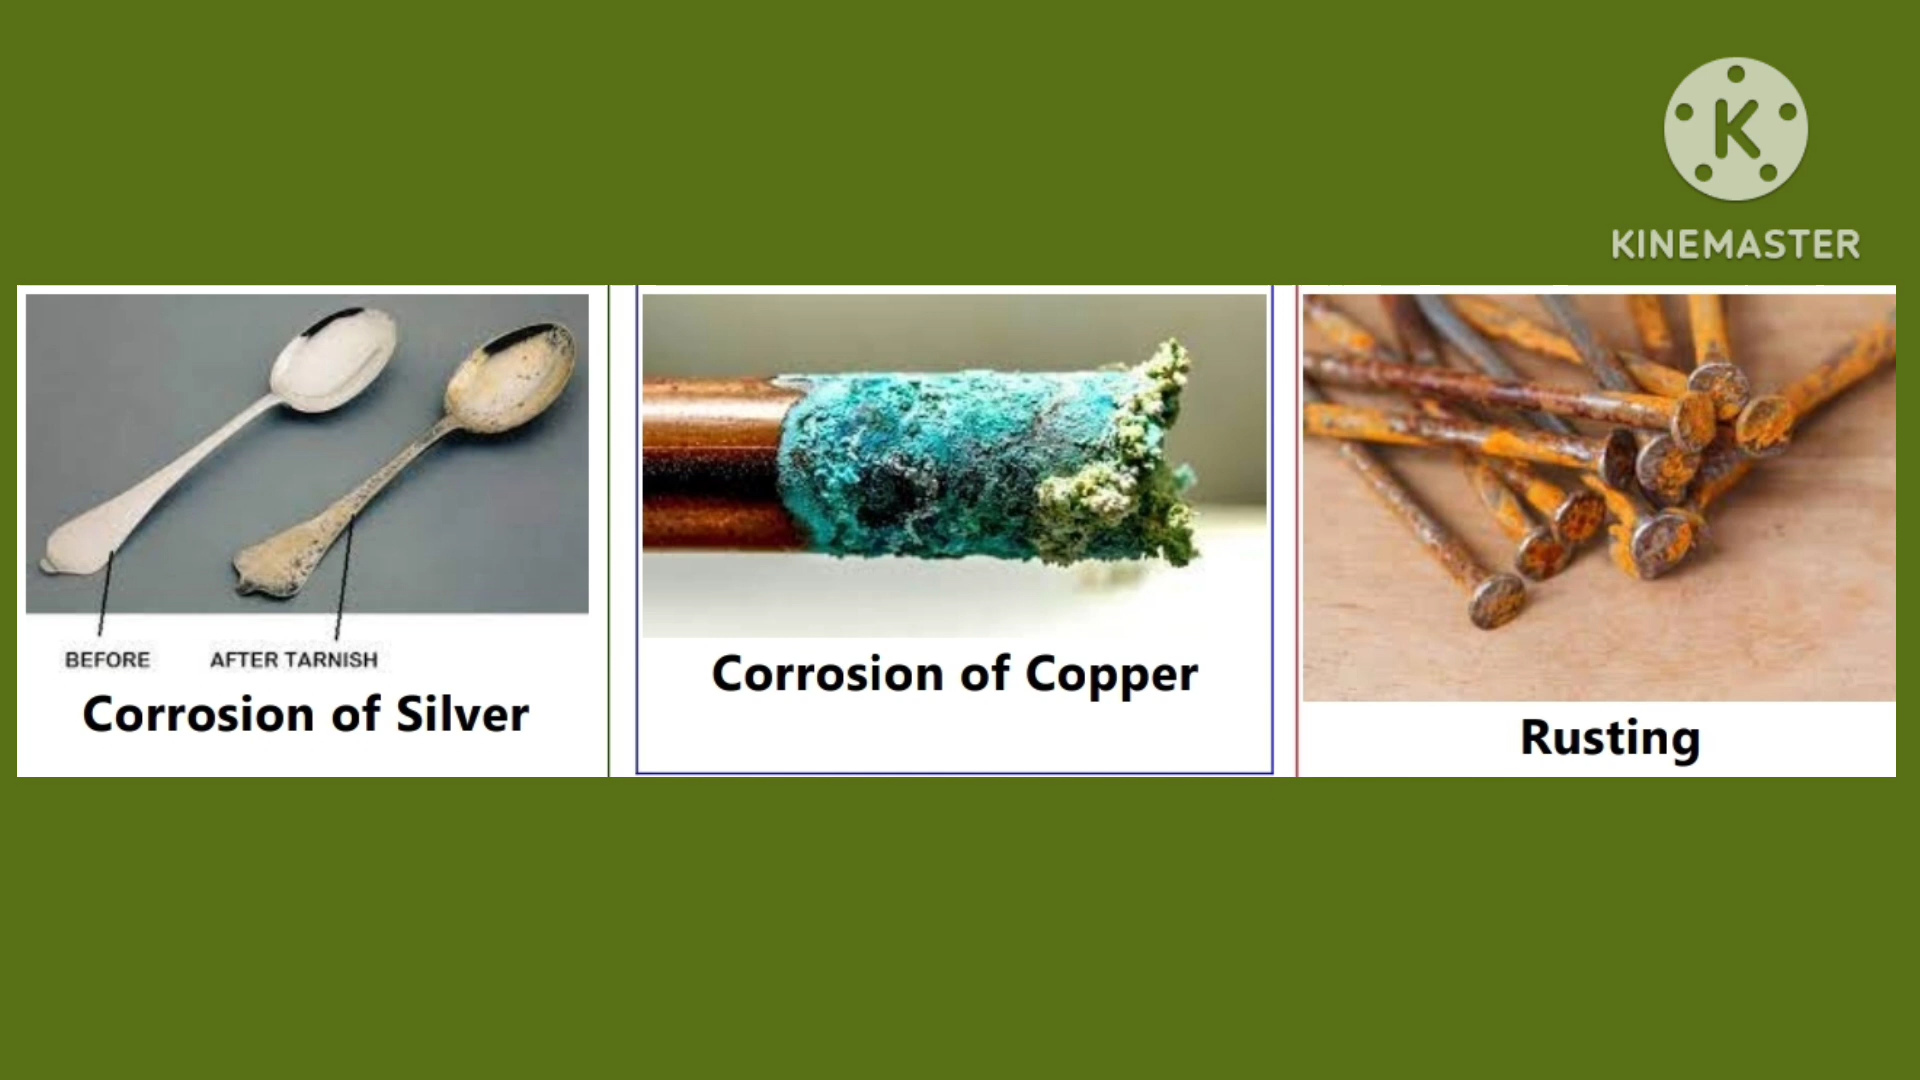 K
KINEMASTER
BEFORE
AFTER TARNISH
Corrosion of Silver
Corrosion of Copper
Rusting